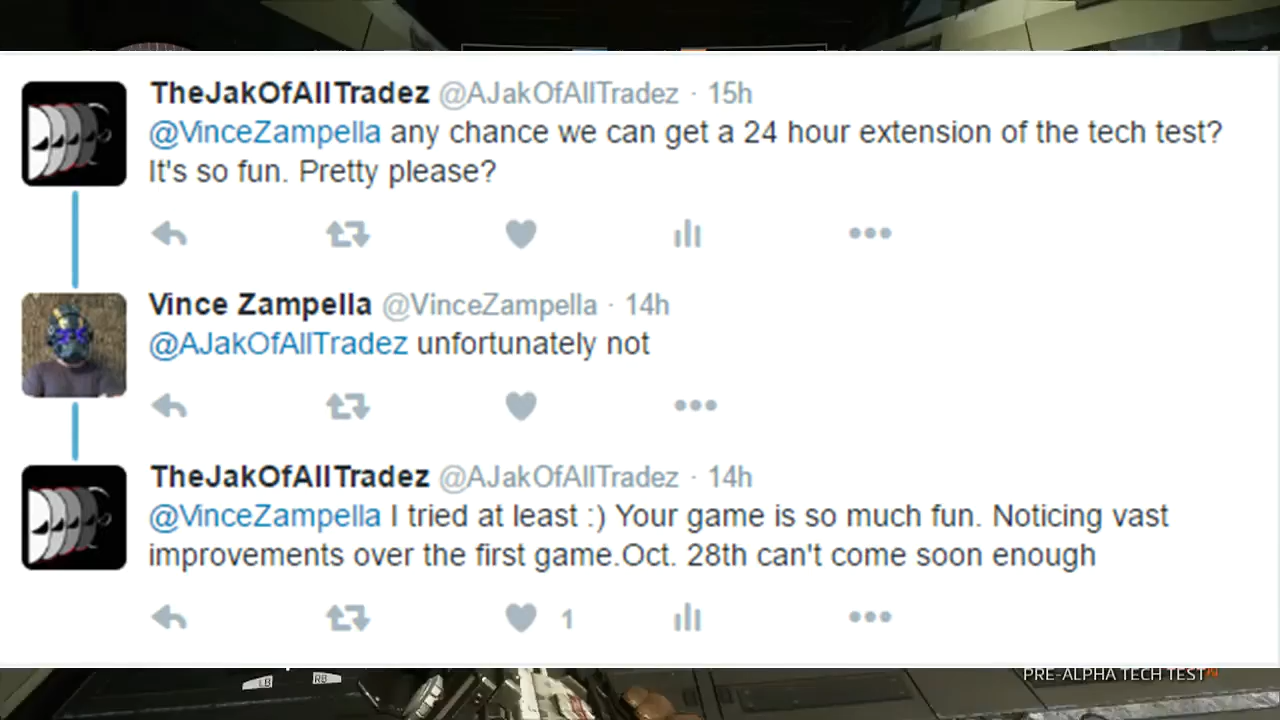 TheJakOfAllTradez @AJakOfAllTradez · 15h
@VinceZampella any chance we can get a 24 hour extension of the tech test?
It's so fun. Pretty please?
Vince Zampella @VinceZampella · 14h
@AJakOfAllTradez unfortunately not
TheJakOfAllTradez @AJakOfAllTradez · 14h
@VinceZampella I tried at least :) Your game is so much fun. Noticing vast
improvements over the first game.Oct. 28th can't come soon enough
1
LB RB
PRE-ALPHA TECH TEST